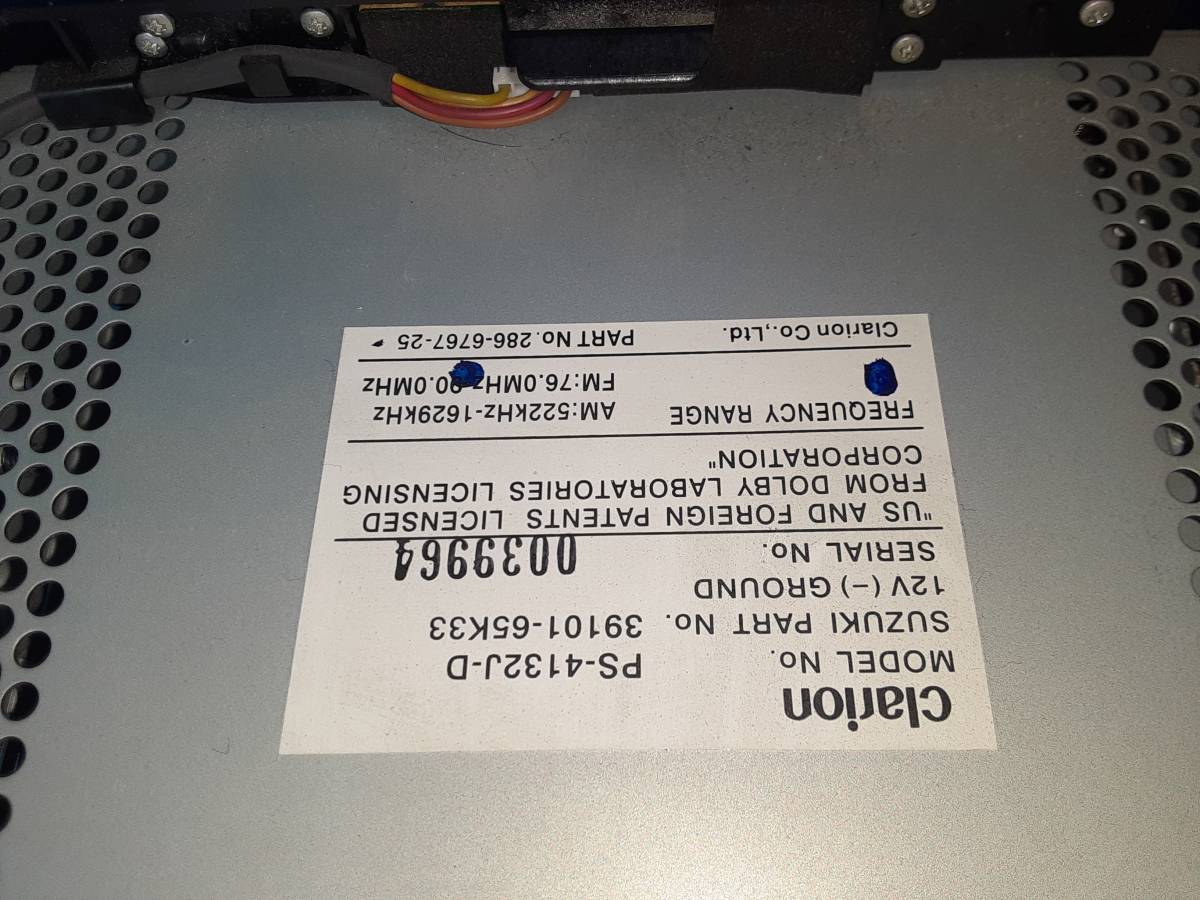 Clarion
MODEL No. PS-4132J-D
SUZUKI PART No. 39101-65K33
12V (-) GROUND
SERIAL No. 0039964
"US AND FOREIGN PATENTS LICENSED
FROM DOLBY LABORATORIES LICENSING
CORPORATION"
FREQUENCY RANGE AM:522kHz-1629kHz
FM:76.0MHz-90.0MHz
Clarion Co.,Ltd. PART No. 286-6767-25